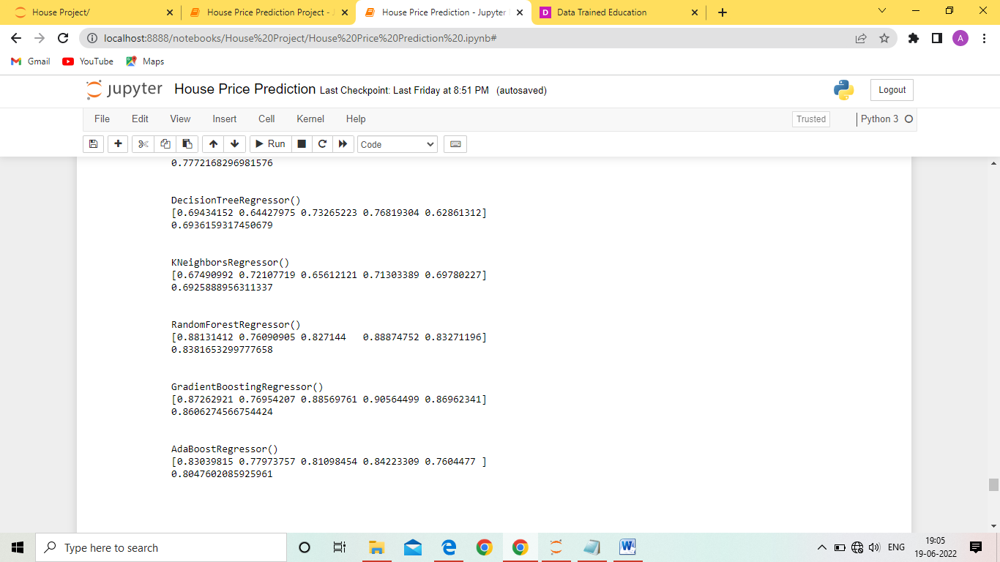 House Project/
House Price Prediction Project - J
House Price Prediction - Jupyter
D Data Trained Education
localhost:8888/notebooks/House%20Project/House%20Price%20Prediction%20.ipynb#
A
Gmail YouTube Maps
jupyter House Price Prediction Last Checkpoint: Last Friday at 8:51 PM (autosaved)
Logout
File Edit View Insert Cell Kernel Help
Trusted Python 3
Run Code
0.7772168296981576
DecisionTreeRegressor()
[0.69434152 0.64427975 0.73265223 0.76819304 0.62861312]
0.6936159317450679
KNeighborsRegressor()
[0.67490992 0.72107719 0.65612121 0.71303389 0.69780227]
0.6925888956311337
RandomForestRegressor()
[0.88131412 0.76090905 0.827144   0.88874752 0.83271196]
0.8381653299777658
GradientBoostingRegressor()
[0.87262921 0.76954207 0.88569761 0.90564499 0.86962341]
0.8606274566754424
AdaBoostRegressor()
[0.83039815 0.77973757 0.81098454 0.84223309 0.7604477 ]
0.8047602085925961
Type here to search
W
ENG
19:05
19-06-2022